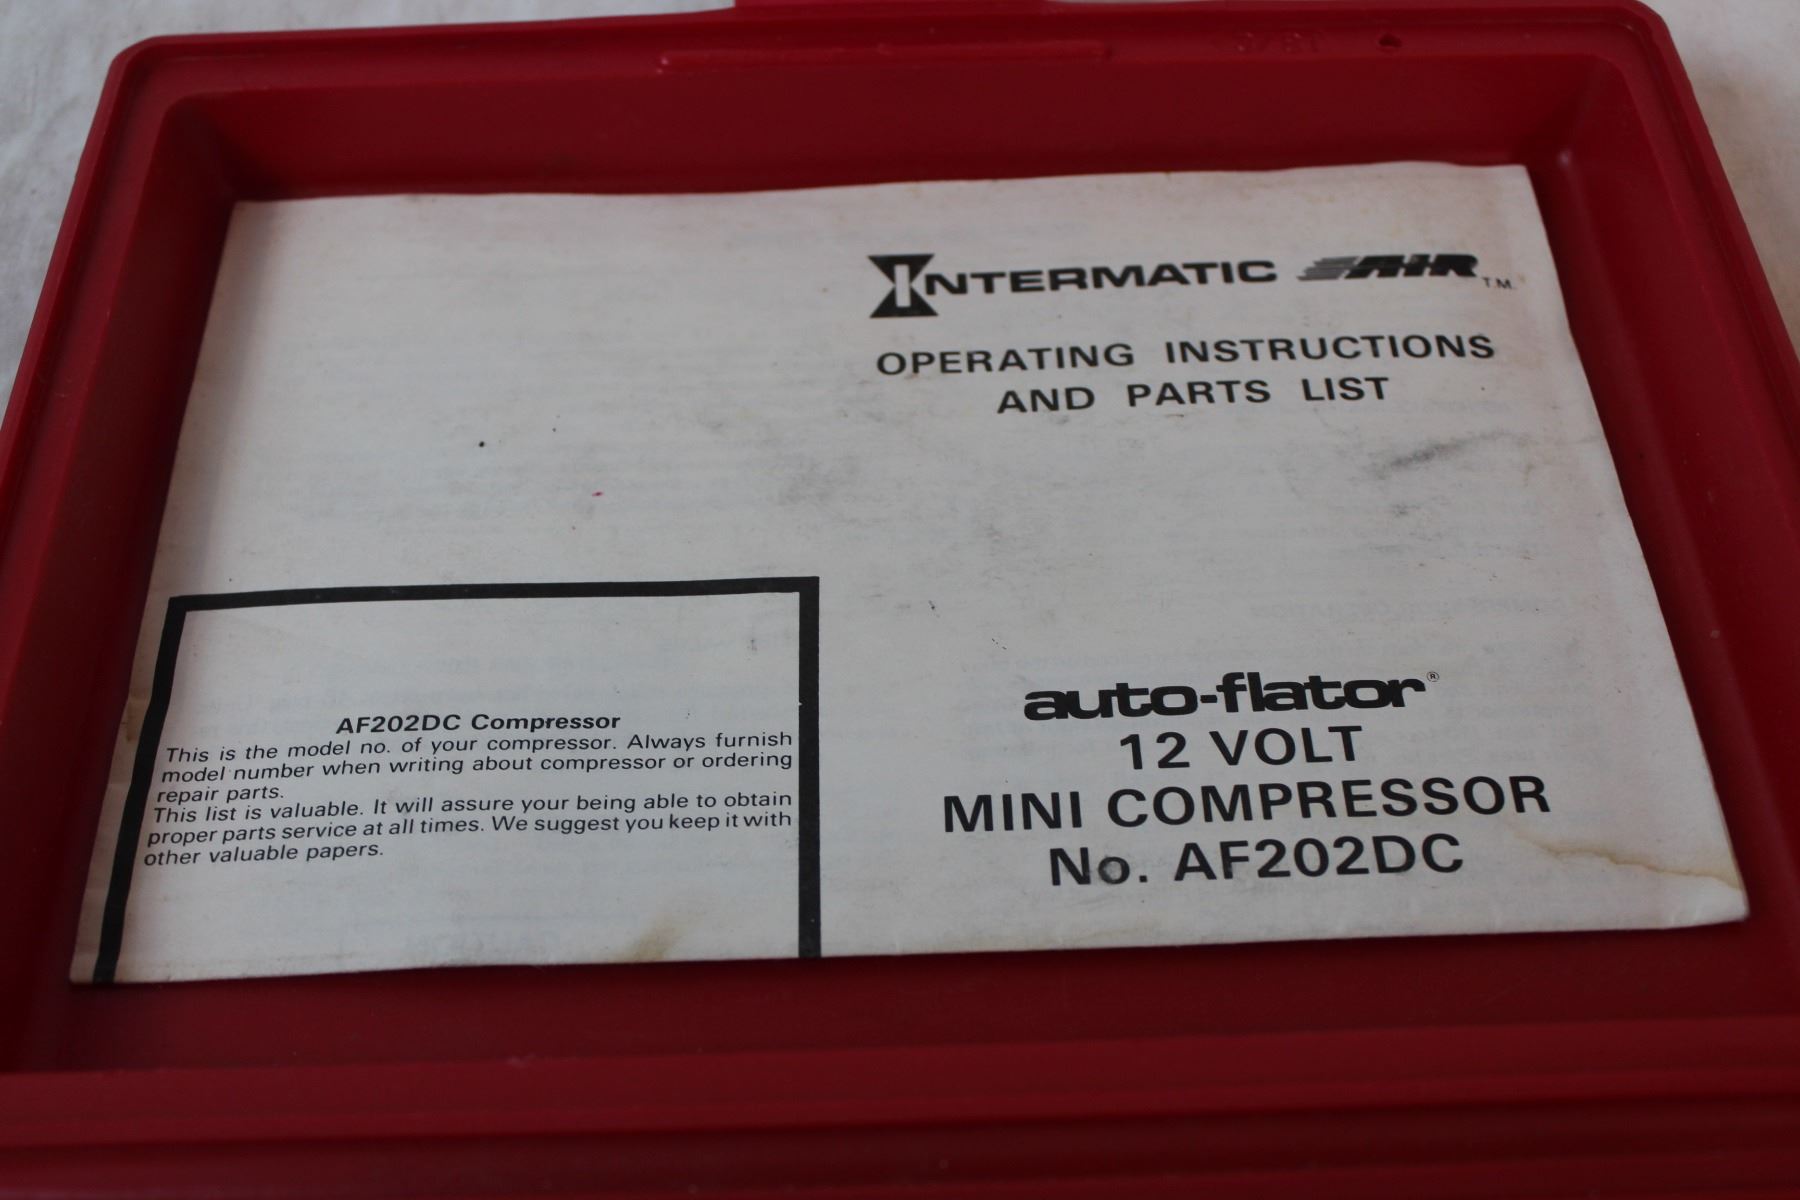 INTERMATIC AIR T.M.
OPERATING INSTRUCTIONS
AND PARTS LIST
AF202DC Compressor
This is the model no. of your compressor. Always furnish
model number when writing about compressor or ordering
repair parts.
This list is valuable. It will assure your being able to obtain
proper parts service at all times. We suggest you keep it with
other valuable papers.
auto-flator®
12 VOLT
MINI COMPRESSOR
No. AF202DC